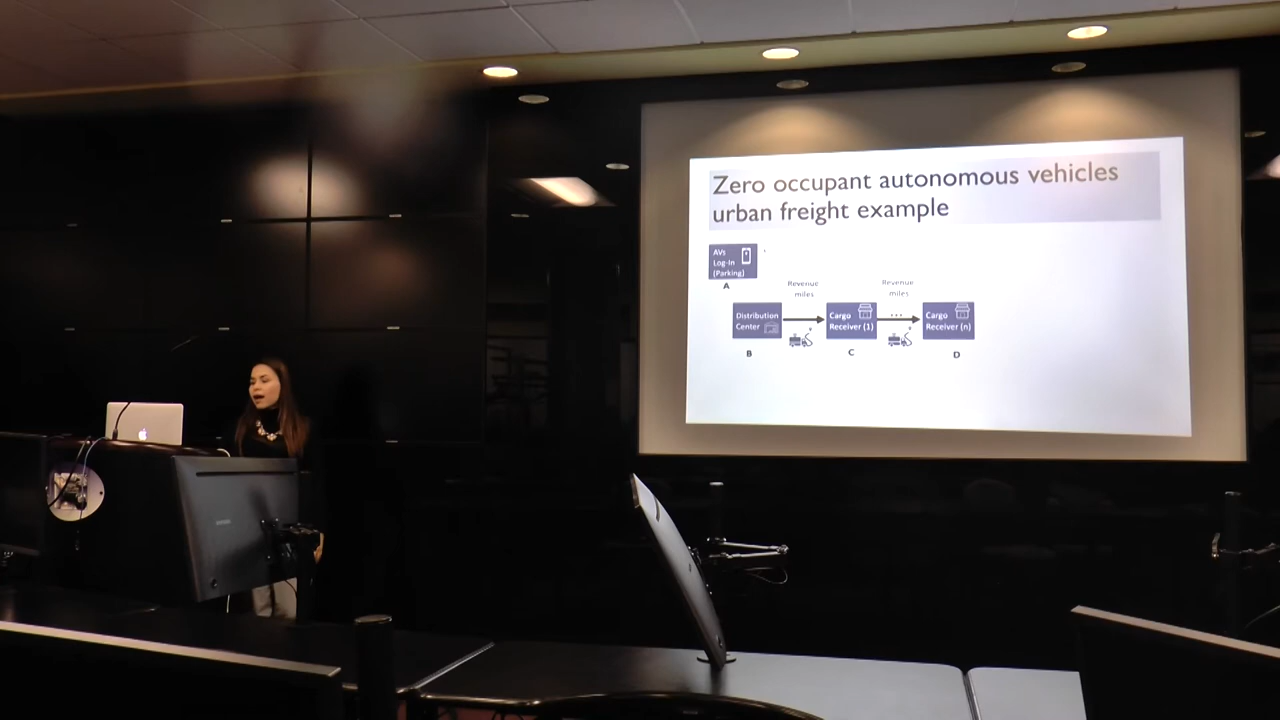 Zero occupant autonomous vehicles
urban freight example
AVs
Log-In
(Parking)
A
Revenue
miles
Revenue
miles
Distribution
Center
Cargo
Receiver (1)
...
Cargo
Receiver (n)
B
C
D